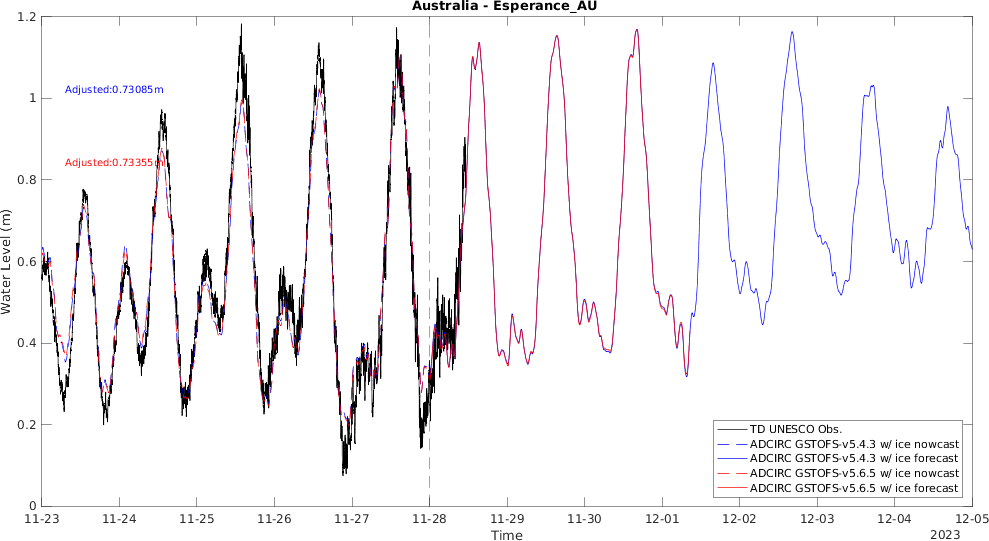 Australia - Esperance_AU
1.2
1
0.8
0.6
0.4
0.2
0
Water Level (m)
Adjusted:0.73085m
Adjusted:0.73355m
TD UNESCO Obs.
ADCIRC GSTOFS-v5.4.3 w/ ice nowcast
ADCIRC GSTOFS-v5.4.3 w/ ice forecast
ADCIRC GSTOFS-v5.6.5 w/ ice nowcast
ADCIRC GSTOFS-v5.6.5 w/ ice forecast
11-23 11-24 11-25 11-26 11-27 11-28 11-29 11-30 12-01 12-02 12-03 12-04 12-05
Time
2023